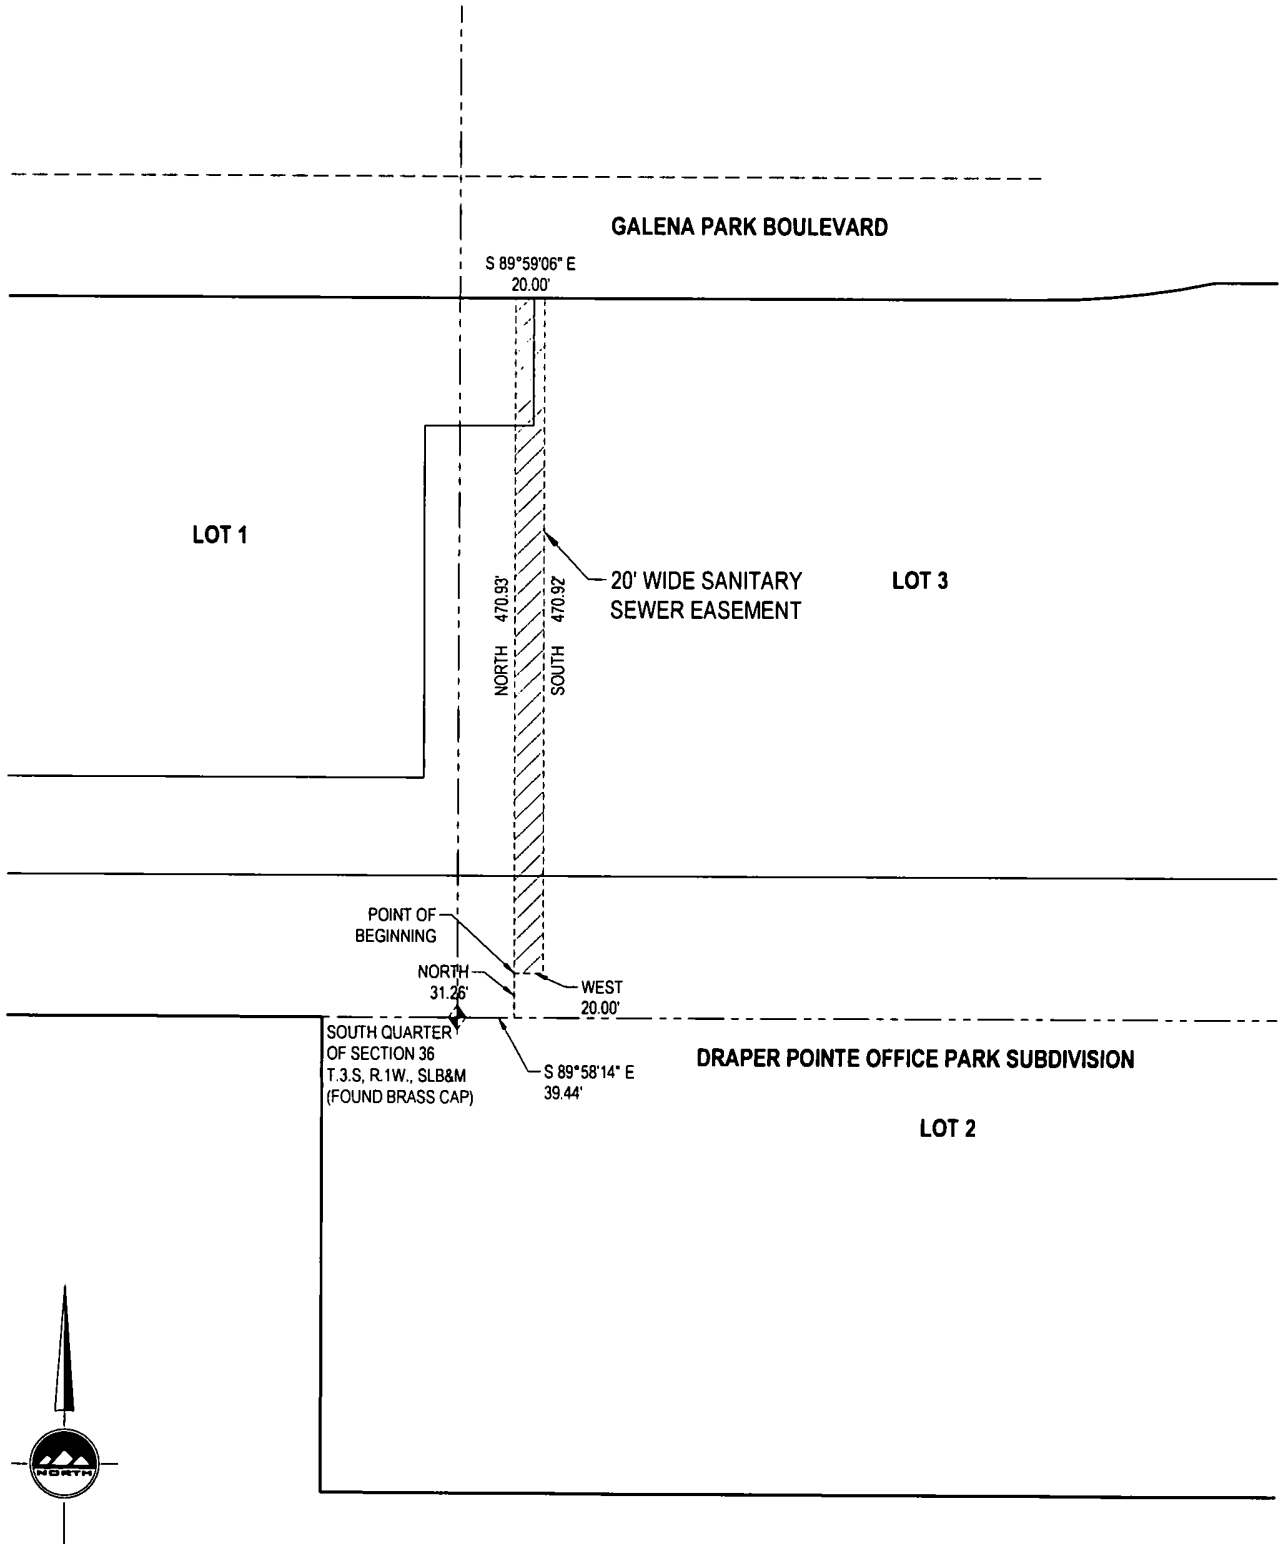 GALENA PARK BOULEVARD
S 89°59'06" E
20.00'
LOT 1
NORTH 470.93'
SOUTH 470.92'
20' WIDE SANITARY
SEWER EASEMENT
LOT 3
POINT OF
BEGINNING
NORTH
31.26'
WEST
20.00'
SOUTH QUARTER
OF SECTION 36
T.3.S, R.1W., SLB&M
(FOUND BRASS CAP)
S 89°58'14" E
39.44'
DRAPER POINTE OFFICE PARK SUBDIVISION
LOT 2
NORTH